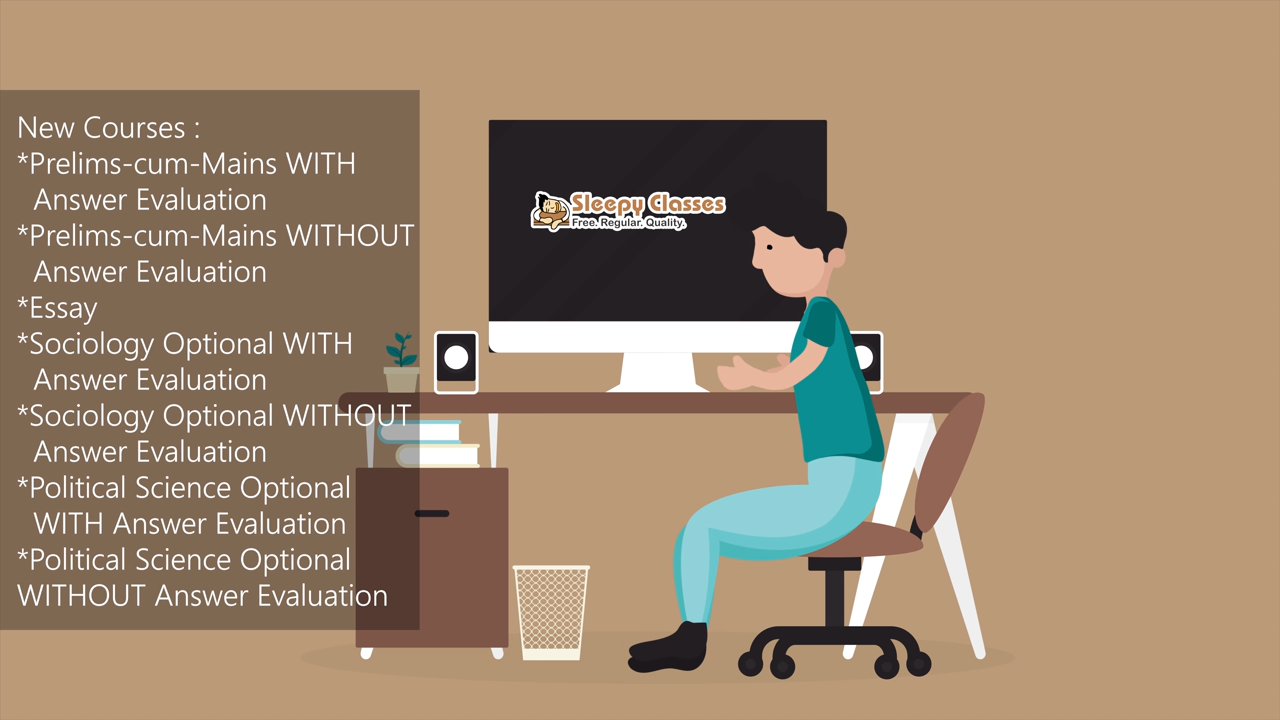 New Courses :
*Prelims-cum-Mains WITH
Answer Evaluation
*Prelims-cum-Mains WITHOUT
Answer Evaluation
*Essay
*Sociology Optional WITH
Answer Evaluation
*Sociology Optional WITHOUT
Answer Evaluation
*Political Science Optional
WITH Answer Evaluation
*Political Science Optional
WITHOUT Answer Evaluation
Sleepy Classes
Free. Regular. Quality.